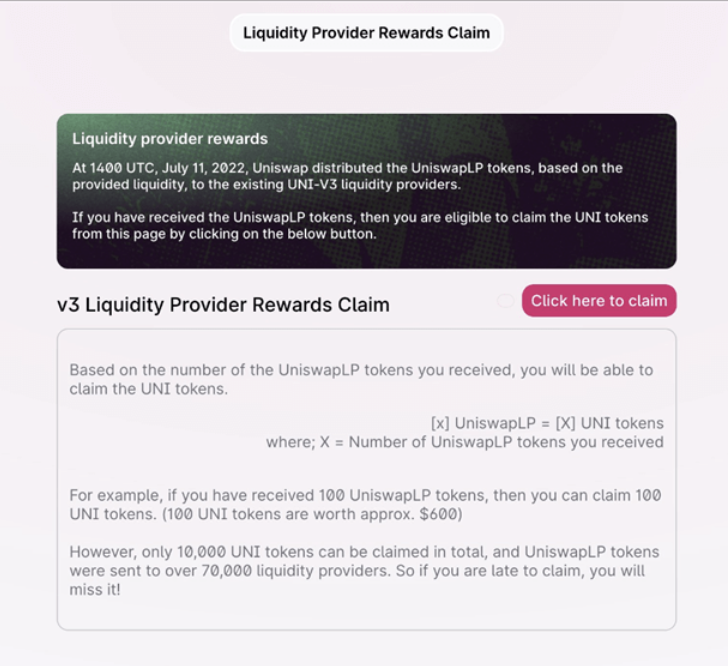 Liquidity Provider Rewards Claim
Liquidity provider rewards
At 1400 UTC, July 11, 2022, Uniswap distributed the UniswapLP tokens, based on the
provided liquidity, to the existing UNI-V3 liquidity providers.
If you have received the UniswapLP tokens, then you are eligible to claim the UNI tokens
from this page by clicking on the below button.
v3 Liquidity Provider Rewards Claim
Click here to claim
Based on the number of the UniswapLP tokens you received, you will be able to
claim the UNI tokens.
[x] UniswapLP = [X] UNI tokens
where; X = Number of UniswapLP tokens you received
For example, if you have received 100 UniswapLP tokens, then you can claim 100
UNI tokens. (100 UNI tokens are worth approx. $600)
However, only 10,000 UNI tokens can be claimed in total, and UniswapLP tokens
were sent to over 70,000 liquidity providers. So if you are late to claim, you will
miss it!